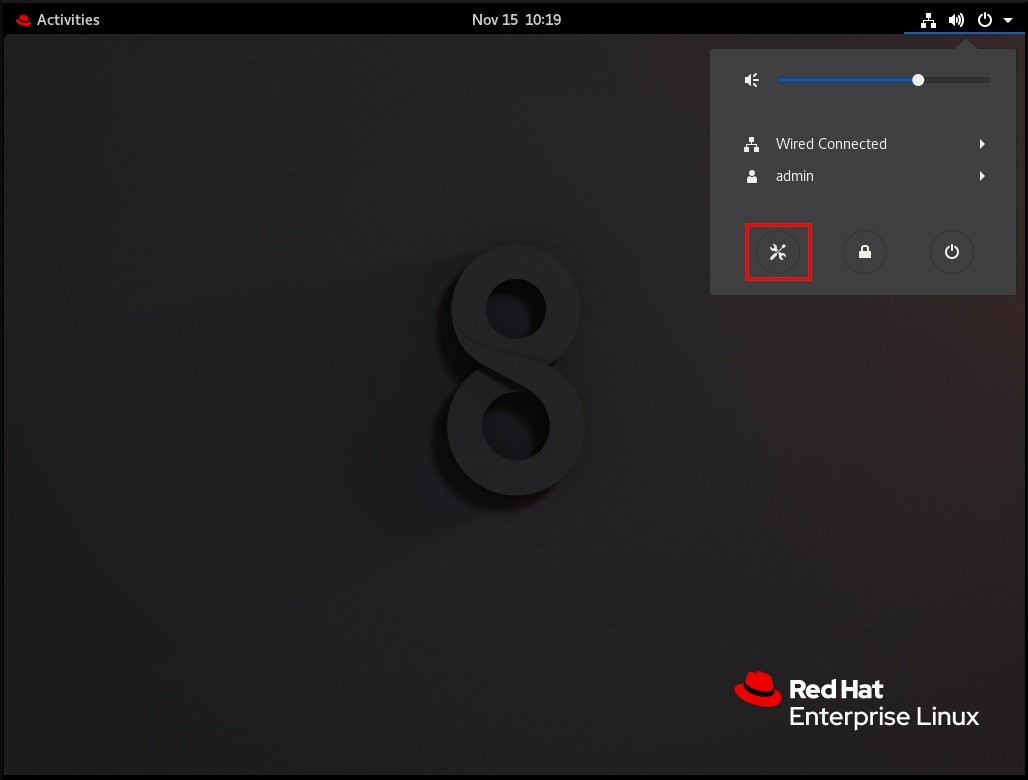 Activities
Nov 15 10:19
Wired Connected
admin
8
Red Hat
Enterprise Linux